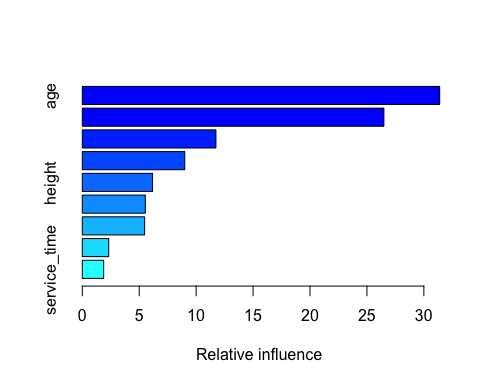 age
height
service_time
0 5 10 15 20 25 30
Relative influence